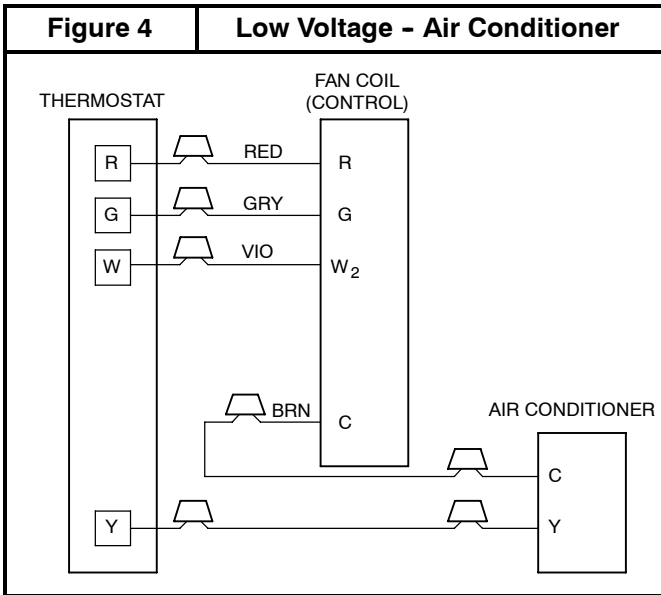 Figure 4
Low Voltage - Air Conditioner
THERMOSTAT
FAN COIL
(CONTROL)
R
RED
R
G
GRY
G
W
VIO
W2
BRN
C
AIR CONDITIONER
C
Y
Y